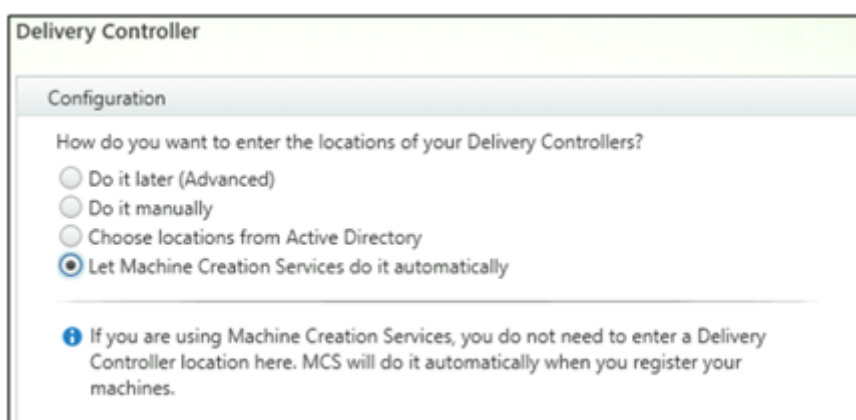 Delivery Controller
Configuration
How do you want to enter the locations of your Delivery Controllers?
Do it later (Advanced)
Do it manually
Choose locations from Active Directory
Let Machine Creation Services do it automatically
If you are using Machine Creation Services, you do not need to enter a Delivery
Controller location here. MCS will do it automatically when you register your
machines.